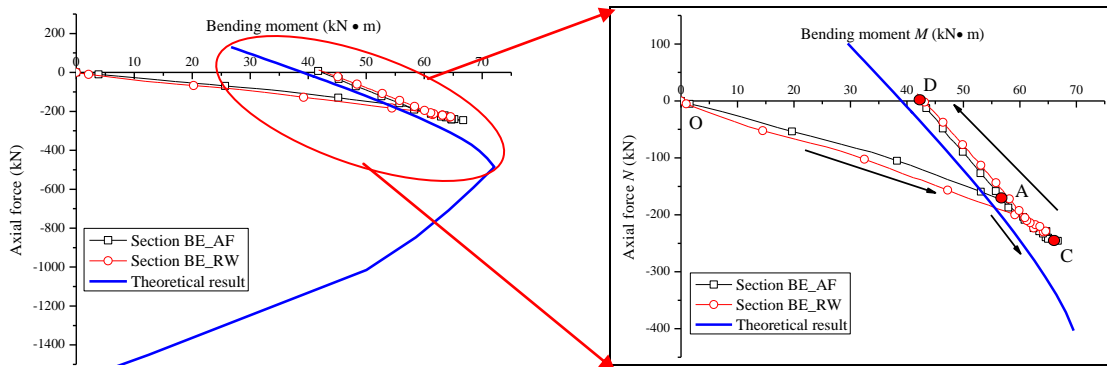 Bending moment (kN • m)
200
0
-200
-400
-600
-800
-1000
-1200
-1400
0 10 20 30 40 50 60 70
Axial force (kN)
Section BE_AF
Section BE_RW
Theoretical result
Bending moment M (kN• m)
100
0
-100
-200
-300
-400
0 10 20 30 40 50 60 70
Axial force N (kN)
D
O
A
C
Section BE_AF
Section BE_RW
Theoretical result